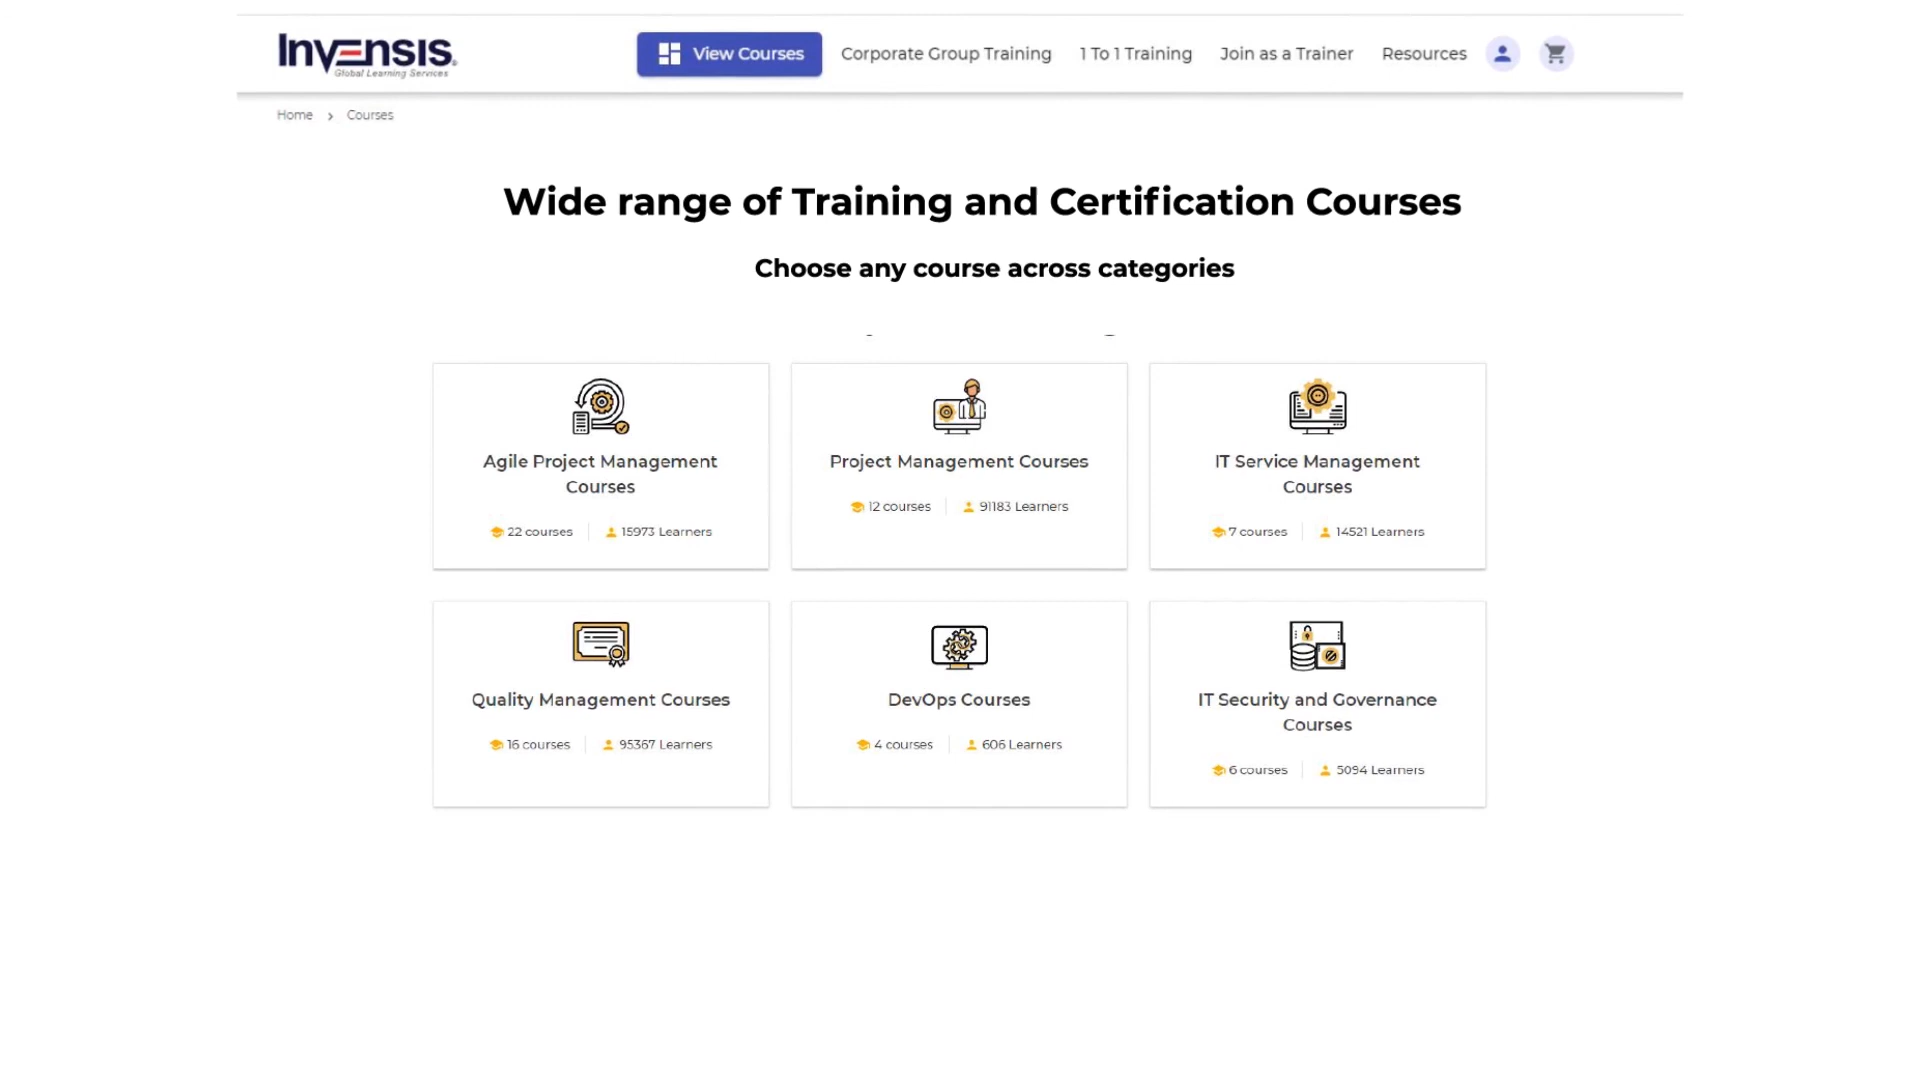 Invensis
Global Learning Services
View Courses
Corporate Group Training
1 To 1 Training
Join as a Trainer
Resources
Home > Courses
Wide range of Training and Certification Courses
Choose any course across categories
Agile Project Management
Courses
22 courses
15973 Learners
Project Management Courses
12 courses
91183 Learners
IT Service Management
Courses
7 courses
14521 Learners
Quality Management Courses
16 courses
95367 Learners
DevOps Courses
4 courses
606 Learners
IT Security and Governance
Courses
6 courses
5094 Learners